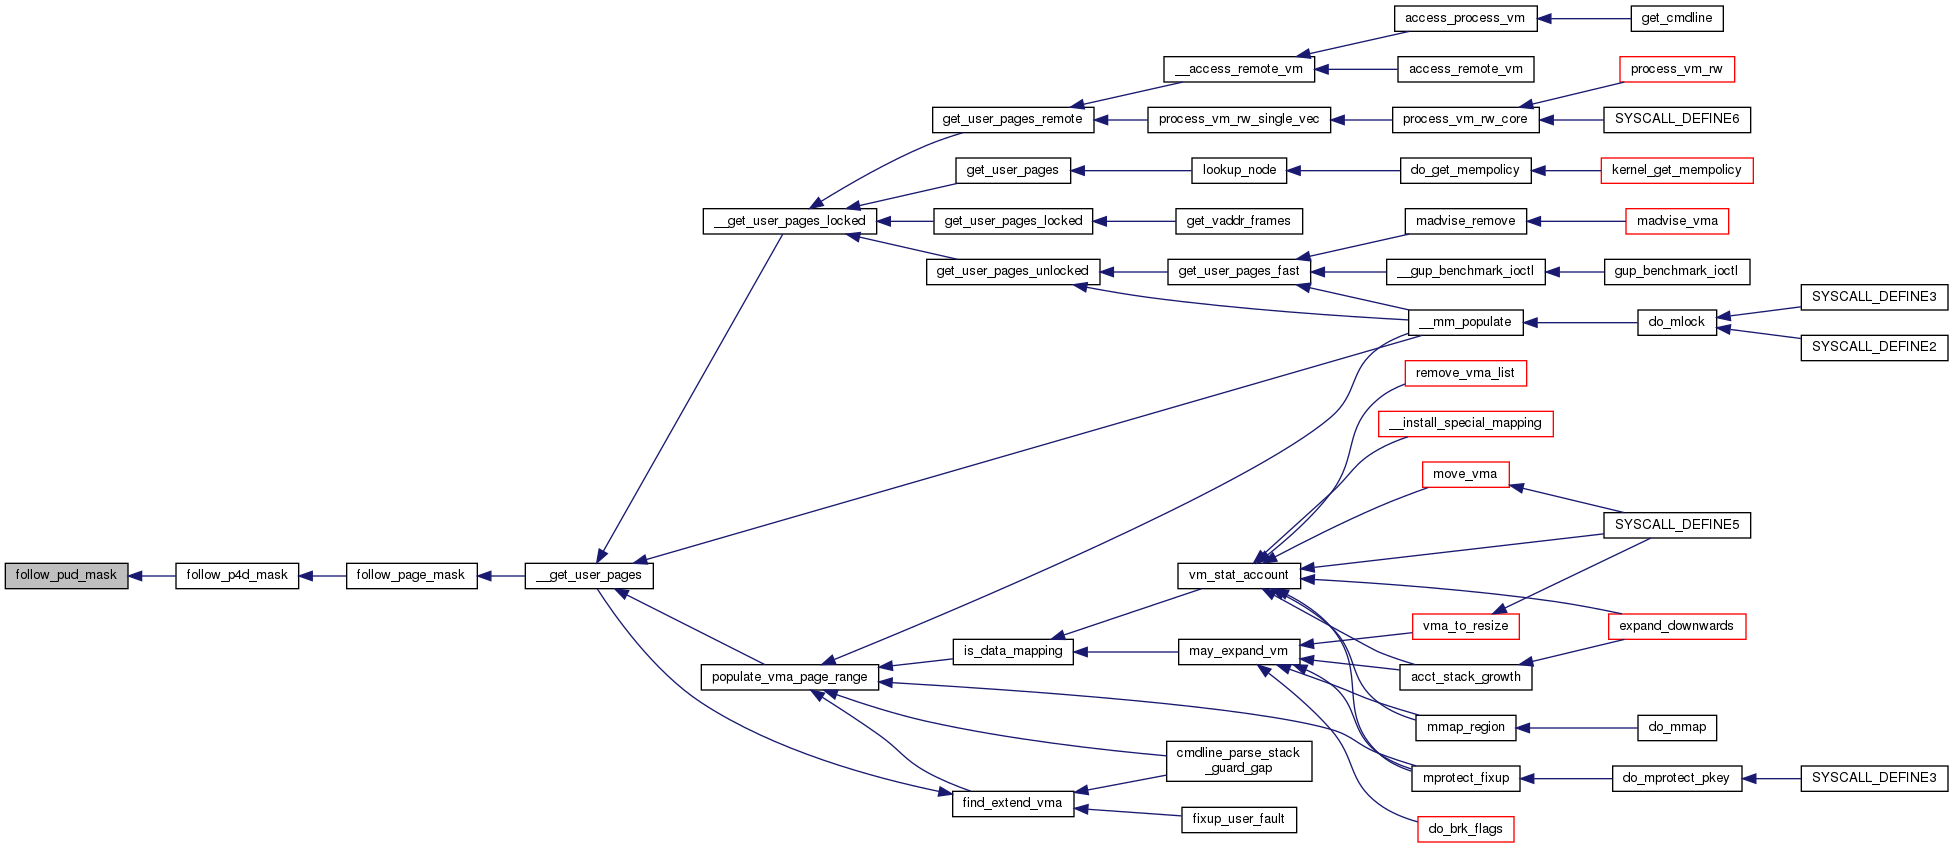 access_process_vm
get_cmdline
__access_remote_vm
access_remote_vm
process_vm_rw
get_user_pages_remote
process_vm_rw_single_vec
process_vm_rw_core
SYSCALL_DEFINE6
get_user_pages
lookup_node
do_get_mempolicy
kernel_get_mempolicy
__get_user_pages_locked
get_user_pages_locked
get_vaddr_frames
madvise_remove
madvise_vma
get_user_pages_unlocked
get_user_pages_fast
__gup_benchmark_ioctl
gup_benchmark_ioctl
SYSCALL_DEFINE3
__mm_populate
do_mlock
SYSCALL_DEFINE2
remove_vma_list
__install_special_mapping
move_vma
SYSCALL_DEFINE5
follow_pud_mask
follow_p4d_mask
follow_page_mask
__get_user_pages
vm_stat_account
vma_to_resize
expand_downwards
is_data_mapping
may_expand_vm
populate_vma_page_range
acct_stack_growth
mmap_region
do_mmap
cmdline_parse_stack
_guard_gap
mprotect_fixup
do_mprotect_pkey
SYSCALL_DEFINE3
find_extend_vma
fixup_user_fault
do_brk_flags